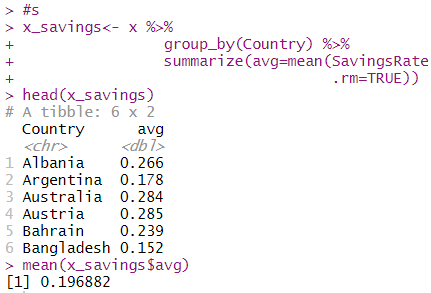 > #s
> x_savings<- x %>%
+ group_by(Country) %>%
+ summarize(avg=mean(SavingsRate
+ .rm=TRUE))
> head(x_savings)
# A tibble: 6 x 2
Country avg
<chr> <dbl>
1 Albania 0.266
2 Argentina 0.178
3 Australia 0.284
4 Austria 0.285
5 Bahrain 0.239
6 Bangladesh 0.152
> mean(x_savings$avg)
[1] 0.196882